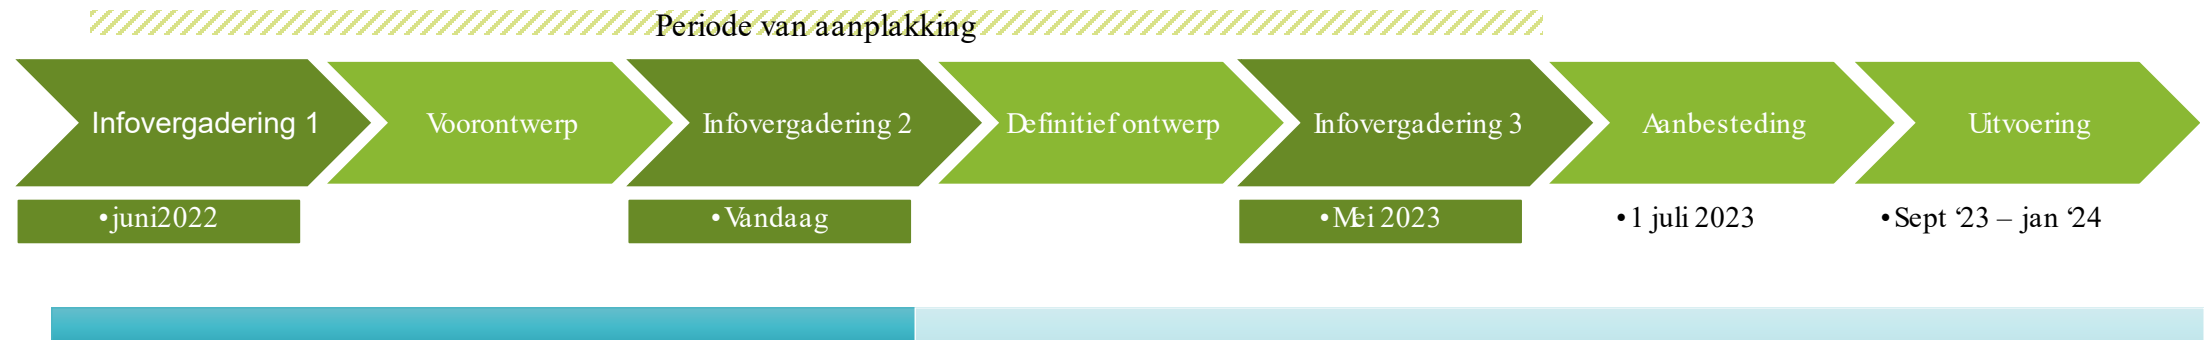 Periode van aanplakking
Infovergadering 1
Voorontwerp
Infovergadering 2
Definitief ontwerp
Infovergadering 3
Aanbesteding
Uitvoering
•juni2022
•Vandaag
•Mei 2023
•1 juli 2023
•Sept ‘23 – jan ‘24